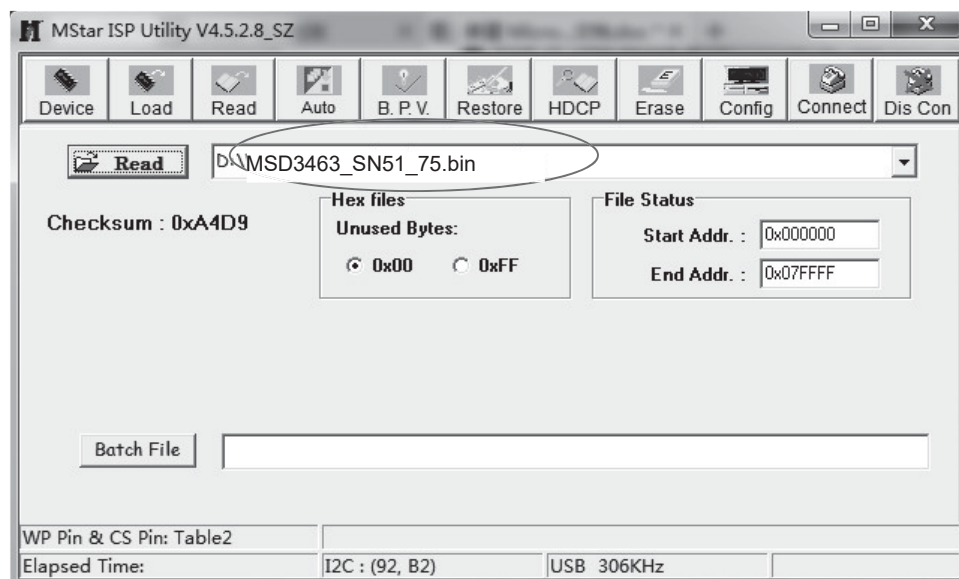 MStar ISP Utility V4.5.2.8_SZ
Device Load Read Auto B. P. V. Restore HDCP Erase Config Connect Dis Con
Read D:\MSD3463_SN51_75.bin
Checksum : 0xA4D9
Hex files
Unused Bytes:
0x00 0xFF
File Status
Start Addr. : 0x000000
End Addr. : 0x07FFFF
Batch File
WP Pin & CS Pin: Table2
Elapsed Time: I2C : (92, B2) USB 306KHz